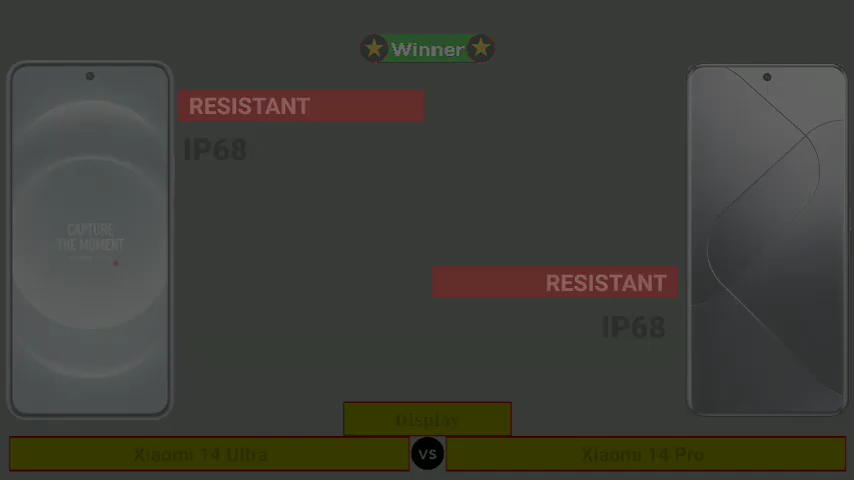 Winner
RESISTANT
IP68
CAPTURE
THE MOMENT
RESISTANT
IP68
Display
Xiaomi 14 Ultra
VS
Xiaomi 14 Pro